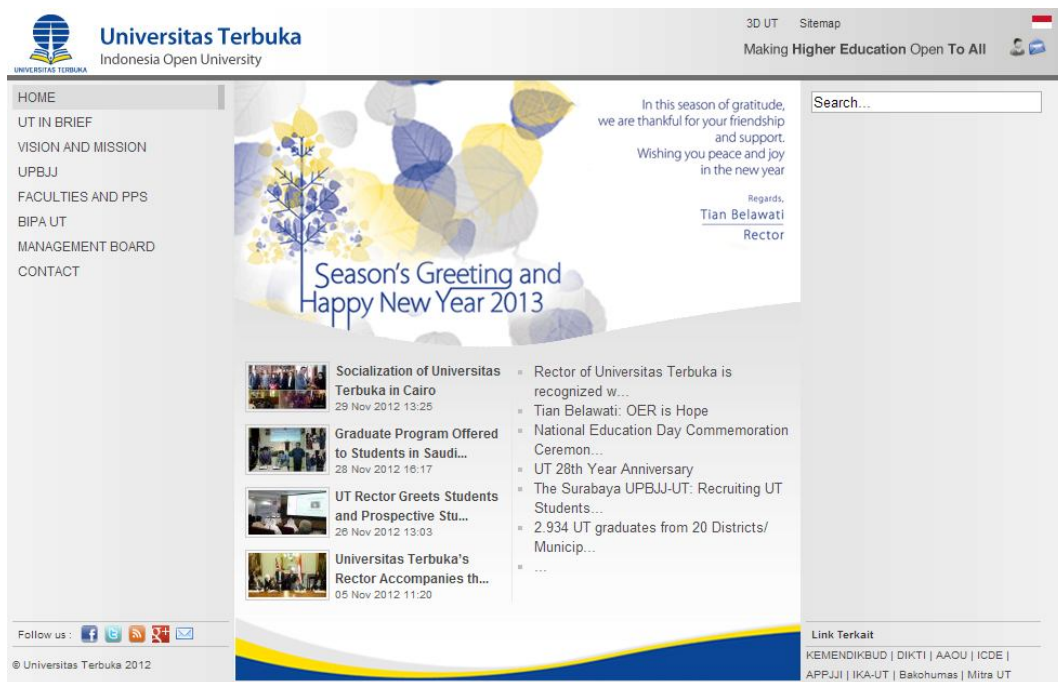 UNIVERSITAS TERBUKA
Universitas Terbuka
Indonesia Open University
3D UT Sitemap
Making Higher Education Open To All
HOME
UT IN BRIEF
VISION AND MISSION
UPBJJ
FACULTIES AND PPS
BIPA UT
MANAGEMENT BOARD
CONTACT
In this season of gratitude,
we are thankful for your friendship
and support.
Wishing you peace and joy
in the new year
Regards,
Tian Belawati
Rector
Season's Greeting and
Happy New Year 2013
Search...
Socialization of Universitas
Terbuka in Cairo
29 Nov 2012 13:25
Graduate Program Offered
to Students in Saudi...
28 Nov 2012 16:17
UT Rector Greets Students
and Prospective Stu...
26 Nov 2012 13:03
Universitas Terbuka's
Rector Accompanies th...
05 Nov 2012 11:20
Rector of Universitas Terbuka is
recognized w...
Tian Belawati: OER is Hope
National Education Day Commemoration
Ceremon...
UT 28th Year Anniversary
The Surabaya UPBJJ-UT: Recruiting UT
Students...
2.934 UT graduates from 20 Districts/
Municip...
...
Follow us :
© Universitas Terbuka 2012
Link Terkait
KEMENDIKBUD | DIKTI | AAOU | ICDE |
APPJJI | IKA-UT | Bakohumas | Mitra UT